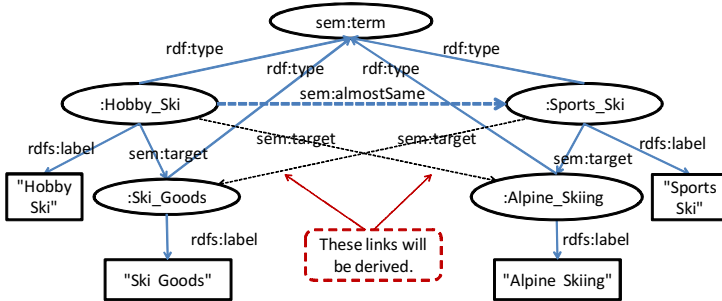 sem:term
rdf:type
rdf:type
rdf:type
rdf:type
sem:almostSame
:Hobby_Ski
:Sports_Ski
rdfs:label
sem:target
sem:target
sem:target
sem:target
rdfs:label
"Hobby
Ski"
:Ski_Goods
:Alpine_Skiing
"Sports
Ski"
rdfs:label
These links will
be derived.
rdfs:label
"Ski Goods"
"Alpine Skiing"